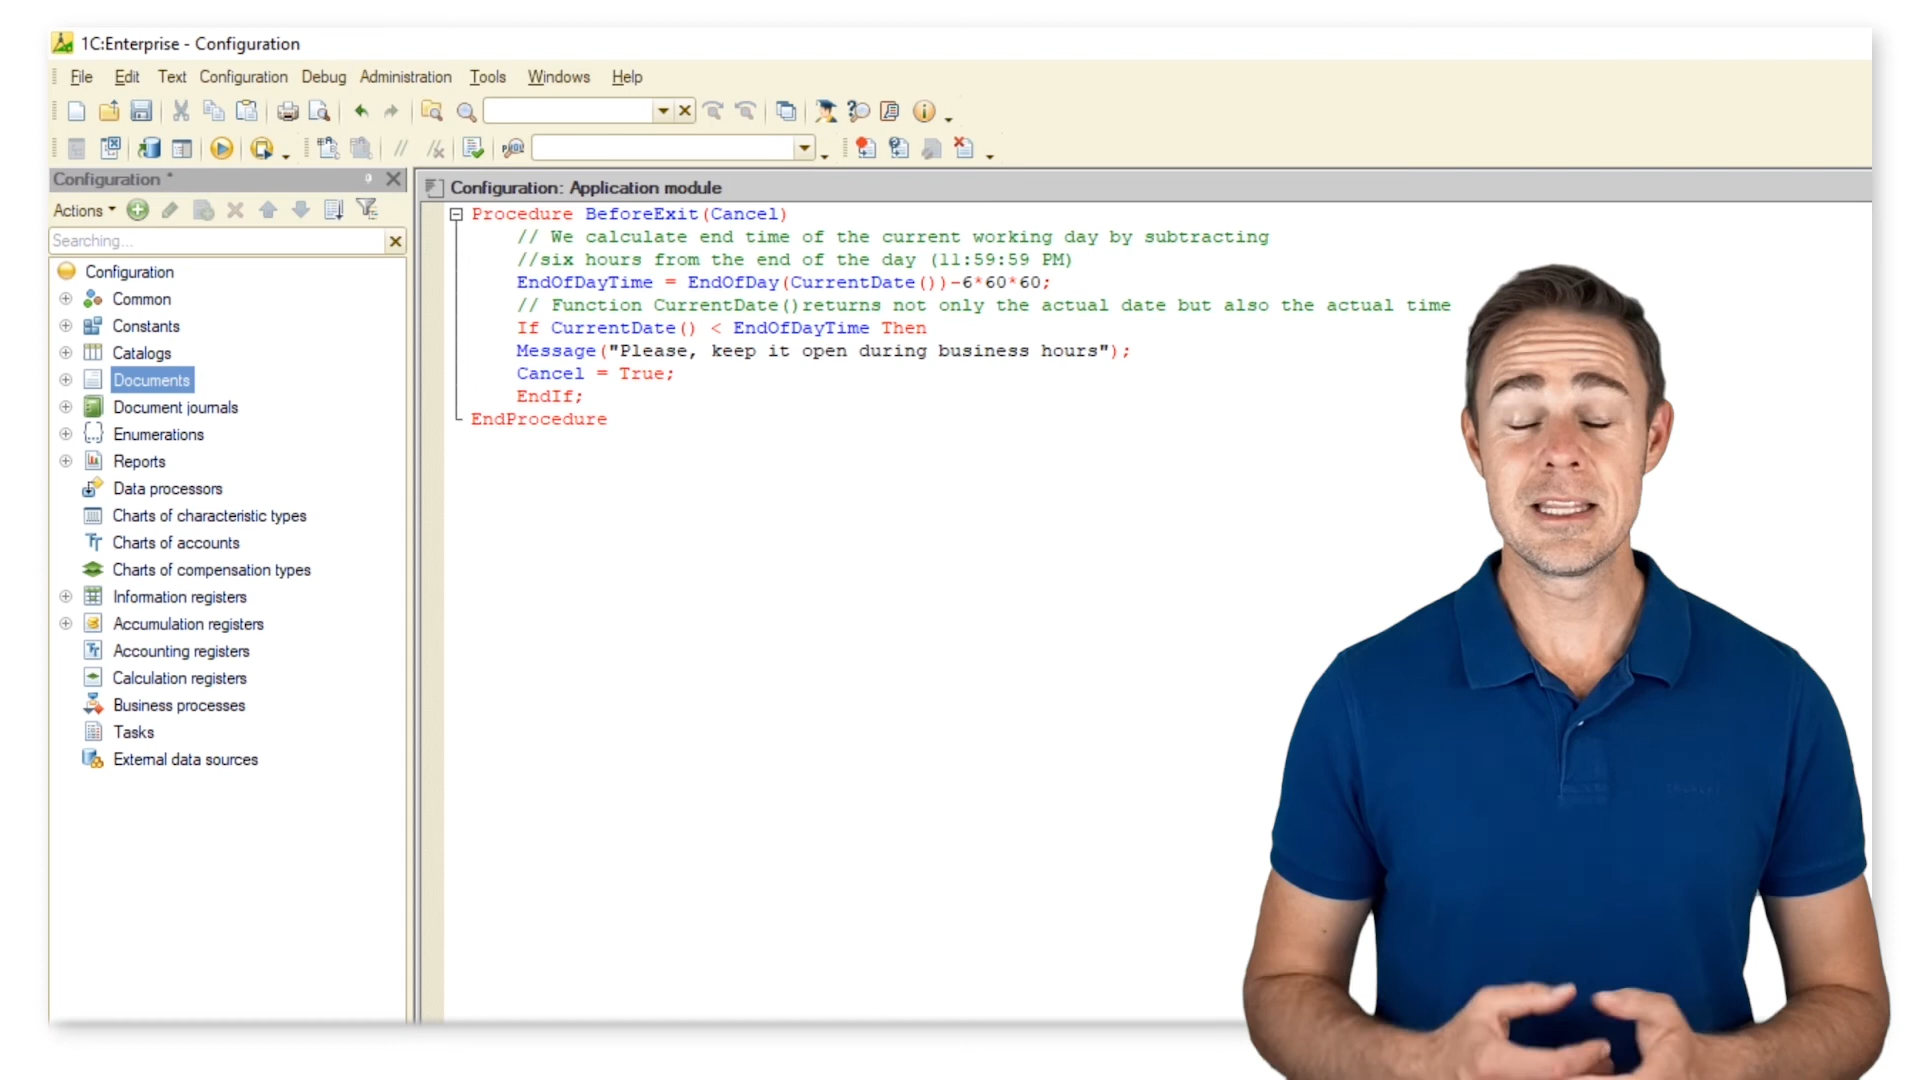 1C:Enterprise - Configuration
File Edit Text Configuration Debug Administration Tools Windows Help
Configuration *
Actions
Searching...
Configuration
Common
Constants
Catalogs
Documents
Document journals
Enumerations
Reports
Data processors
Charts of characteristic types
Charts of accounts
Charts of compensation types
Information registers
Accumulation registers
Accounting registers
Calculation registers
Business processes
Tasks
External data sources
Configuration: Application module
Procedure BeforeExit(Cancel)
// We calculate end time of the current working day by subtracting
//six hours from the end of the day (11:59:59 PM)
EndOfDayTime = EndOfDay(CurrentDate())-6*60*60;
// Function CurrentDate()returns not only the actual date but also the actual time
If CurrentDate() < EndOfDayTime Then
Message("Please, keep it open during business hours");
Cancel = True;
EndIf;
EndProcedure